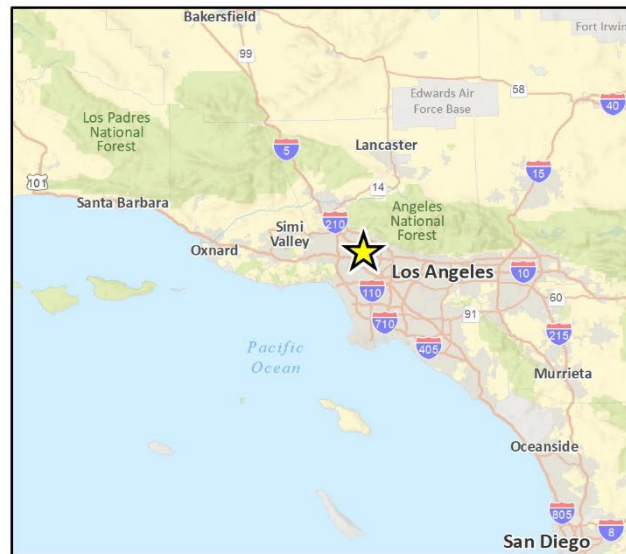 Bakersfield
Fort Irwin
99
58
Edwards Air
Force Base
40
Los Padres
National
Forest
5
Lancaster
15
101
14
Santa Barbara
210
Simi
Valley
Angeles
National
Forest
Oxnard
Los Angeles
10
110
60
91
710
215
405
Pacific
Ocean
Murrieta
Oceanside
805
8
San Diego